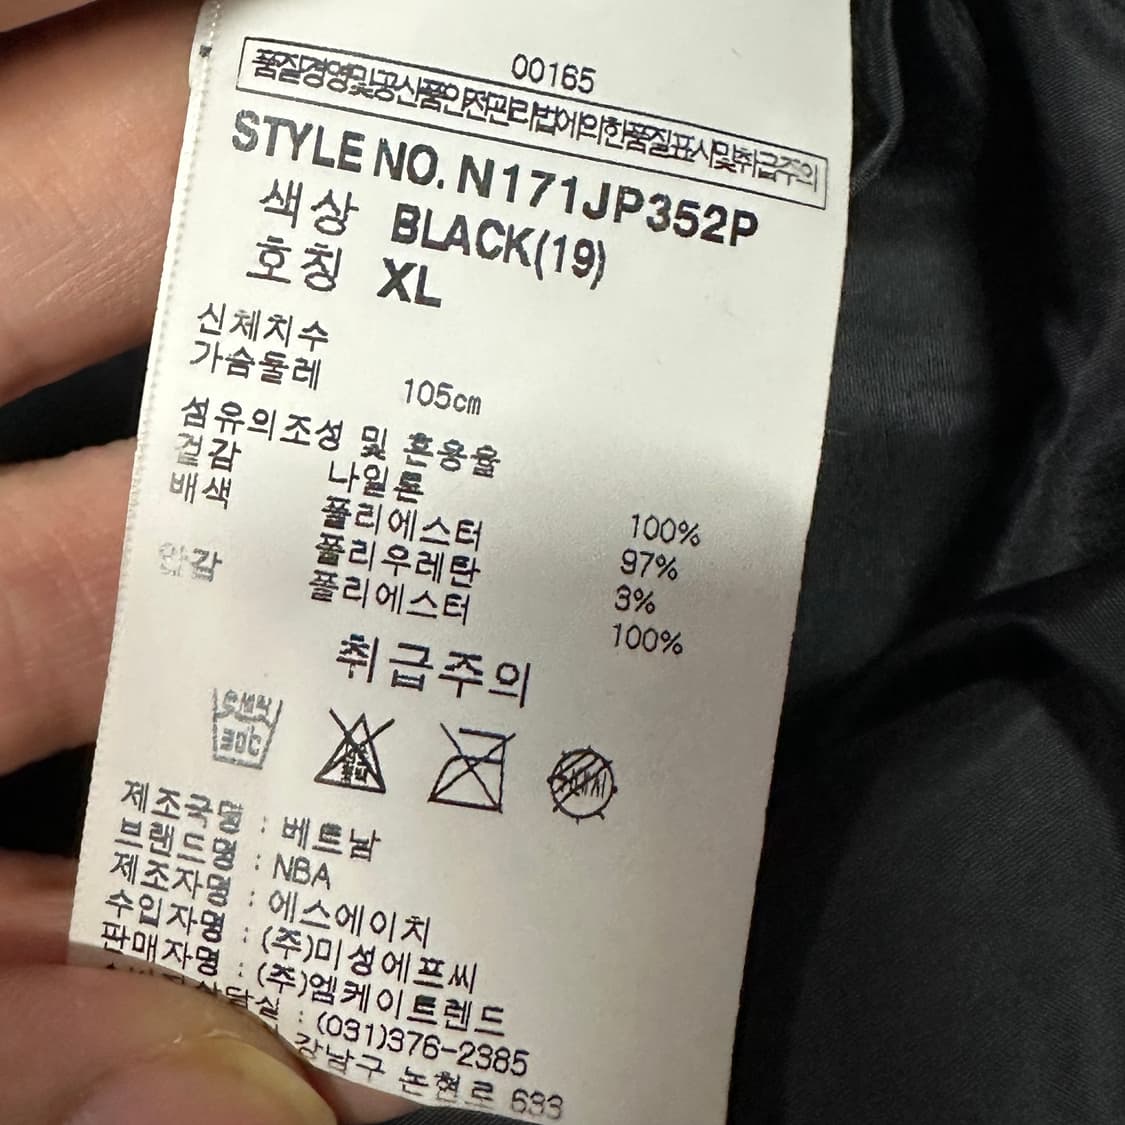 00165
품질경영및공산품안전관리법에의한품질표시및취급주의
STYLE NO. N171JP352P
색상 BLACK(19)
호칭 XL
신체치수
가슴둘레 105cm
섬유의조성 및 혼용율
겉감 나일론 100%
배색 폴리에스터 97%
폴리우레탄 3%
안감 폴리에스터 100%
취급주의
제조국명 : 베트남
브랜드명 : NBA
제조자명 : 에스에이치
수입자명 : (주)미성에프씨
판매자명 : (주)엠케이트렌드
상담실 : (031)376-2385
강남구 논현로 633